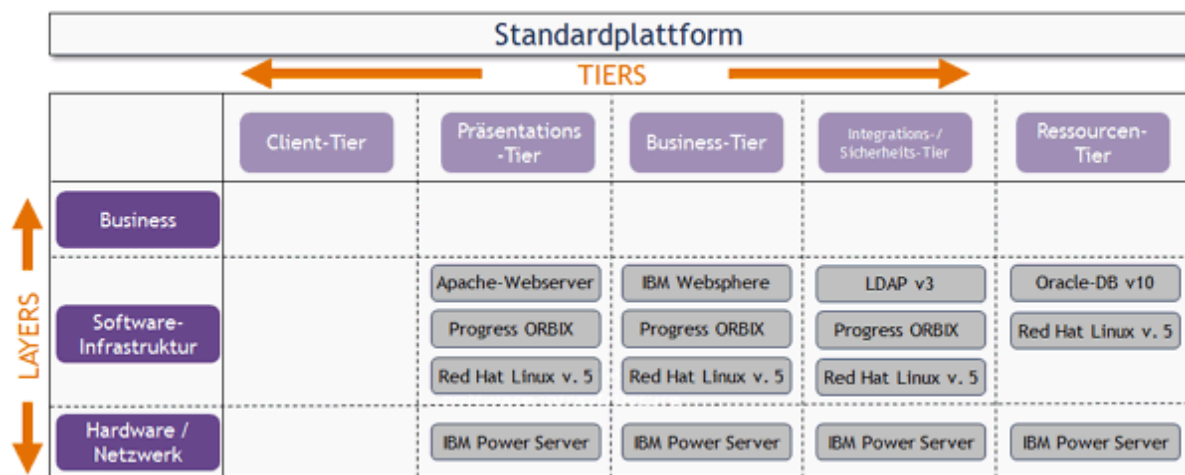 Standardplattform
TIERS
Client-Tier
Präsentations
-Tier
Business-Tier
Integrations-/
Sicherheits-Tier
Ressourcen-
Tier
LAYERS
Business
Software-
Infrastruktur
Apache-Webserver
IBM Websphere
LDAP v3
Oracle-DB v10
Progress ORBIX
Progress ORBIX
Progress ORBIX
Red Hat Linux v. 5
Red Hat Linux v. 5
Red Hat Linux v. 5
Red Hat Linux v. 5
Hardware /
Netzwerk
IBM Power Server
IBM Power Server
IBM Power Server
IBM Power Server